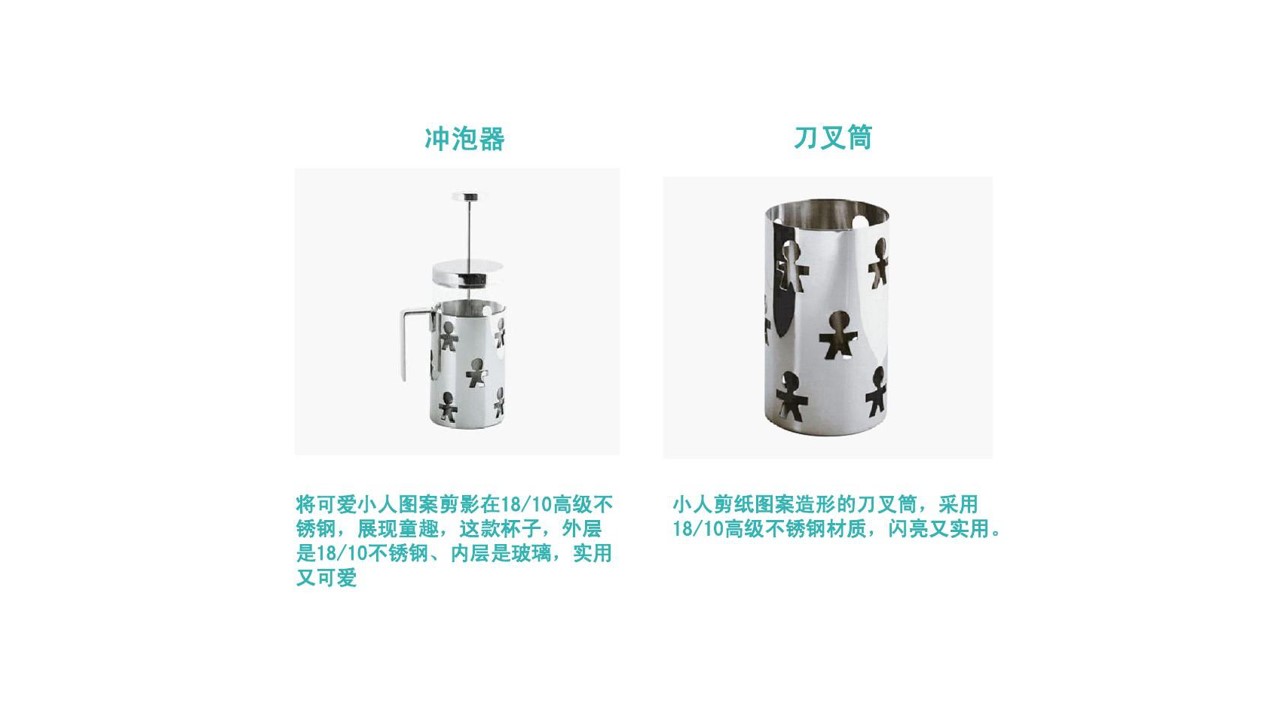 冲泡器
刀叉筒
将可爱小人图案剪影在18/10高级不
锈钢，展现童趣，这款杯子，外层
是18/10不锈钢、内层是玻璃，实用
又可爱
小人剪纸图案造形的刀叉筒，采用
18/10高级不锈钢材质，闪亮又实用。